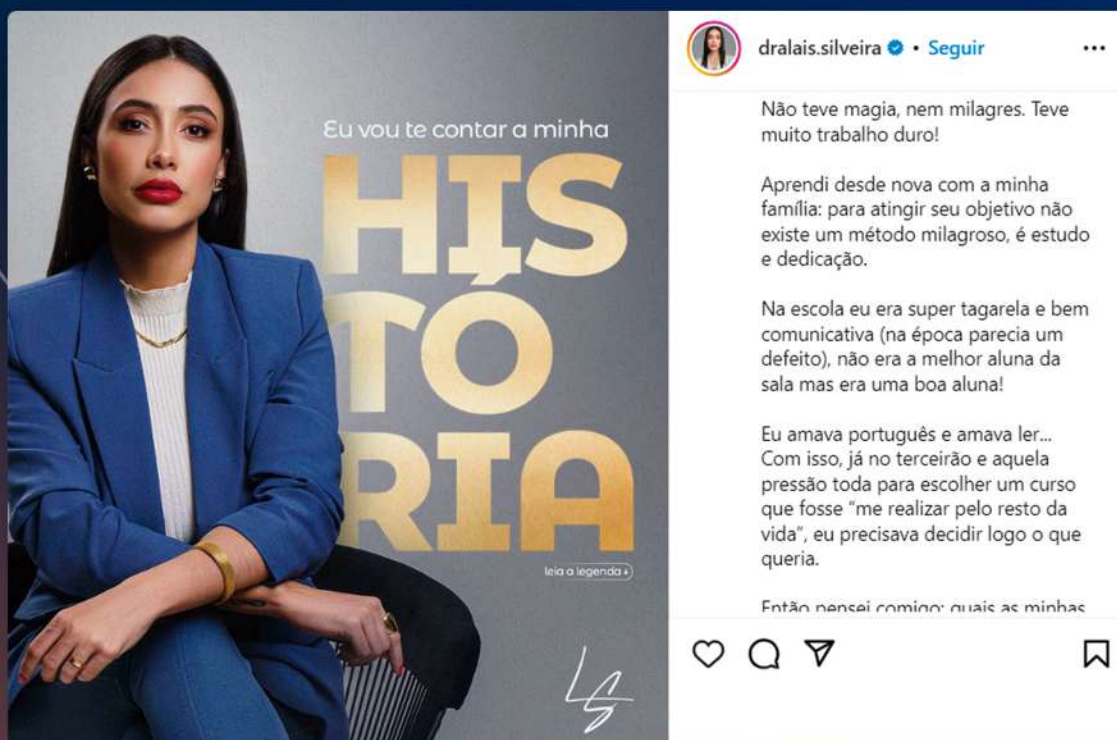 Eu vou te contar a minha
HIS
TÓ
RIA
leia a legenda
LS
dralais.silveira • Seguir
Não teve magia, nem milagres. Teve
muito trabalho duro!
Aprendi desde nova com a minha
família: para atingir seu objetivo não
existe um método milagroso, é estudo
e dedicação.
Na escola eu era super tagarela e bem
comunicativa (na época parecia um
defeito), não era a melhor aluna da
sala mas era uma boa aluna!
Eu amava português e amava ler...
Com isso, já no terceirão e aquela
pressão toda para escolher um curso
que fosse “me realizar pelo resto da
vida”, eu precisava decidir logo o que
queria.
Então pensei comigo: quais as minhas